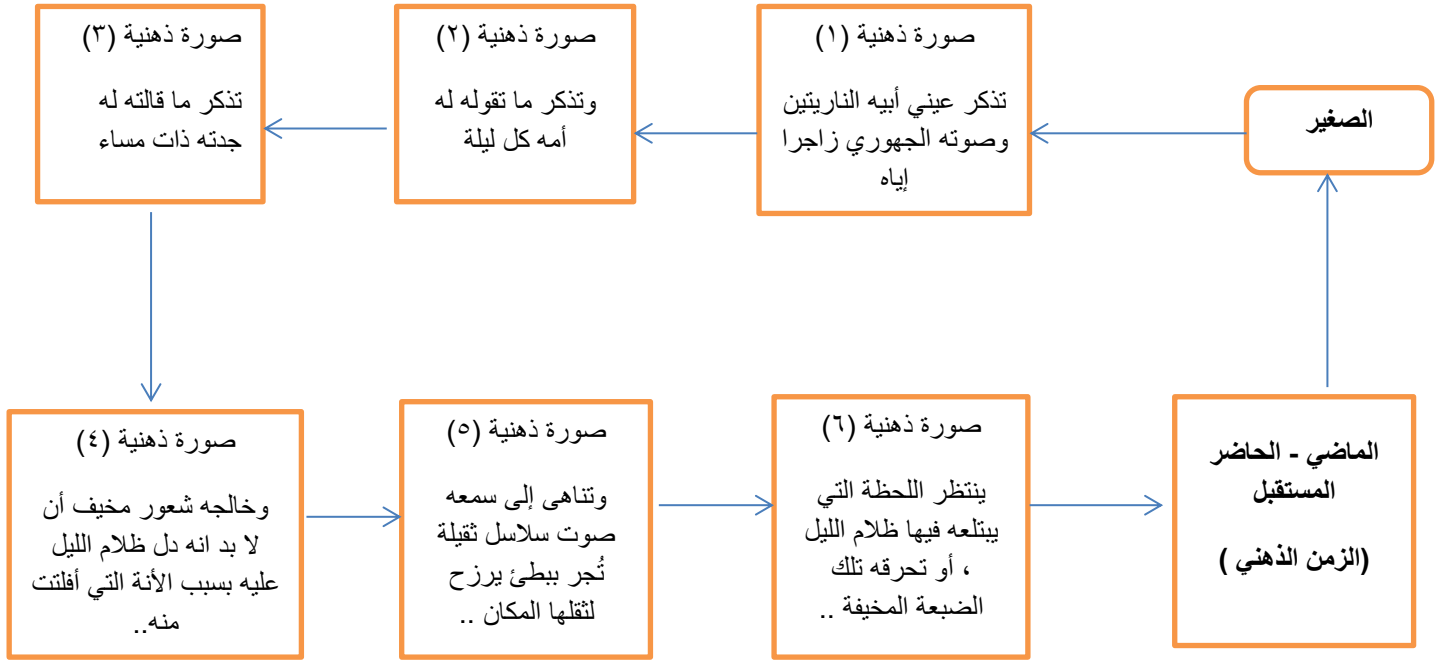 الصغير
صورة ذهنية (١)
تذكر عيني أبيه الناريتين
وصوته الجهوري زاجرا
إياه
صورة ذهنية (٢)
وتذكر ما تقوله له
أمه كل ليلة
صورة ذهنية (٣)
تذكر ما قالته له
جدته ذات مساء
صورة ذهنية (٤)
وخالجه شعور مخيف أن
لا بد انه دل ظلام الليل
عليه بسبب الأنة التي أفلتت
منه..
صورة ذهنية (٥)
وتناهى إلى سمعه
صوت سلاسل ثقيلة
تُجر ببطئ يرزح
لثقلها المكان ..
صورة ذهنية (٦)
ينتظر اللحظة التي
يبتلعه فيها ظلام الليل
، أو تحرقه تلك
الضبعة المخيفة ..
الماضي - الحاضر
المستقبل
(الزمن الذهني )